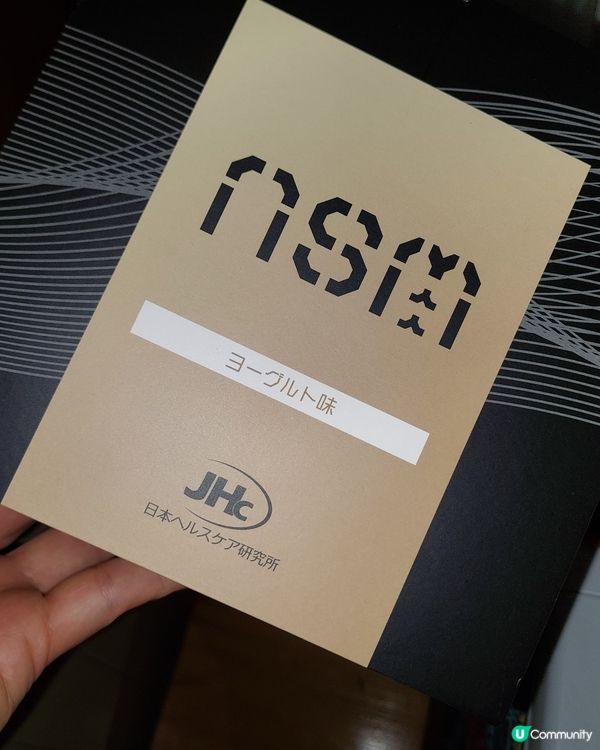 nsm
ヨーグルト味
JHc
日本ヘルスケア研究所
U Community